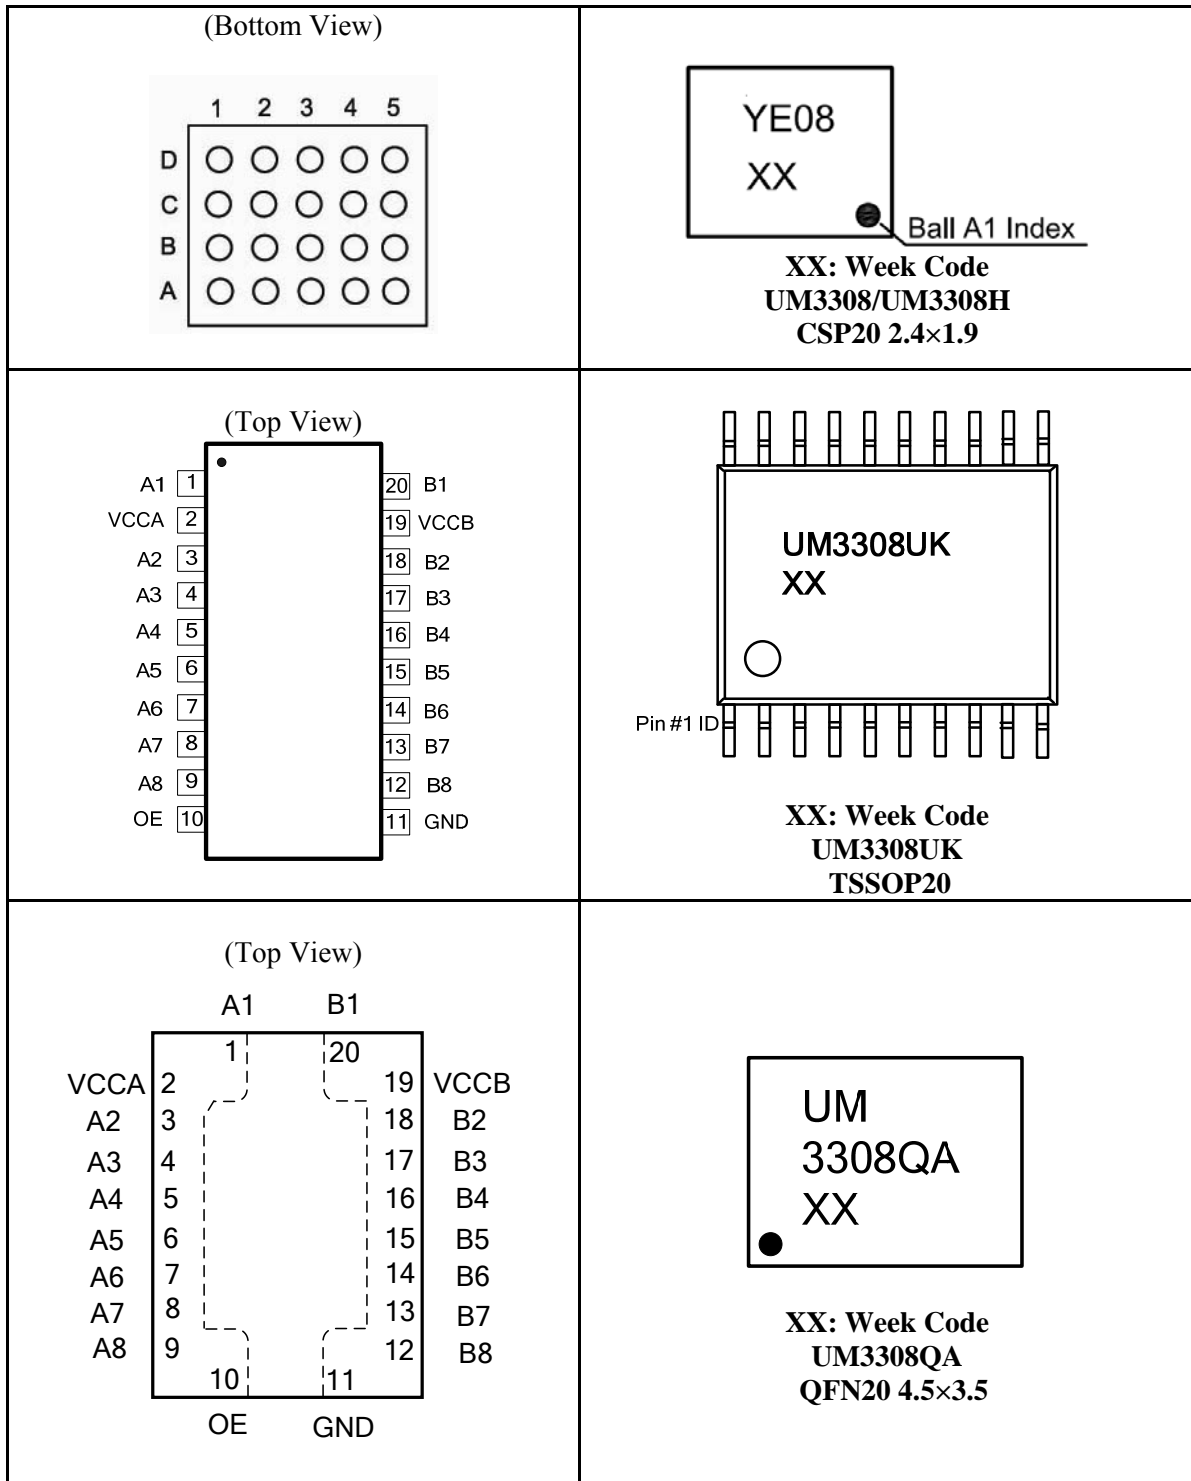 (Bottom View)
1 2 3 4 5
D
C
B
A
YE08
XX
Ball A1 Index
XX: Week Code
UM3308/UM3308H
CSP20 2.4×1.9
(Top View)
A1 1 20 B1
VCCA 2 19 VCCB
A2 3 18 B2
A3 4 17 B3
A4 5 16 B4
A5 6 15 B5
A6 7 14 B6
A7 8 13 B7
A8 9 12 B8
OE 10 11 GND
UM3308UK
XX
Pin #1 ID
XX: Week Code
UM3308UK
TSSOP20
(Top View)
A1 B1
1 20
VCCA 2 19 VCCB
A2 3 18 B2
A3 4 17 B3
A4 5 16 B4
A5 6 15 B5
A6 7 14 B6
A7 8 13 B7
A8 9 12 B8
10 11
OE GND
UM
3308QA
XX
XX: Week Code
UM3308QA
QFN20 4.5×3.5